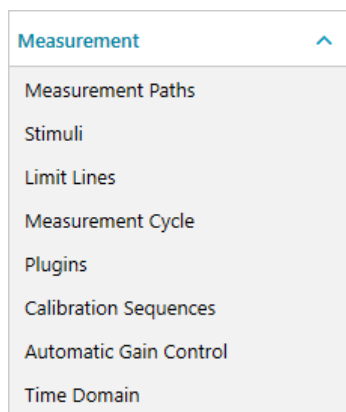 Measurement
Measurement Paths
Stimuli
Limit Lines
Measurement Cycle
Plugins
Calibration Sequences
Automatic Gain Control
Time Domain